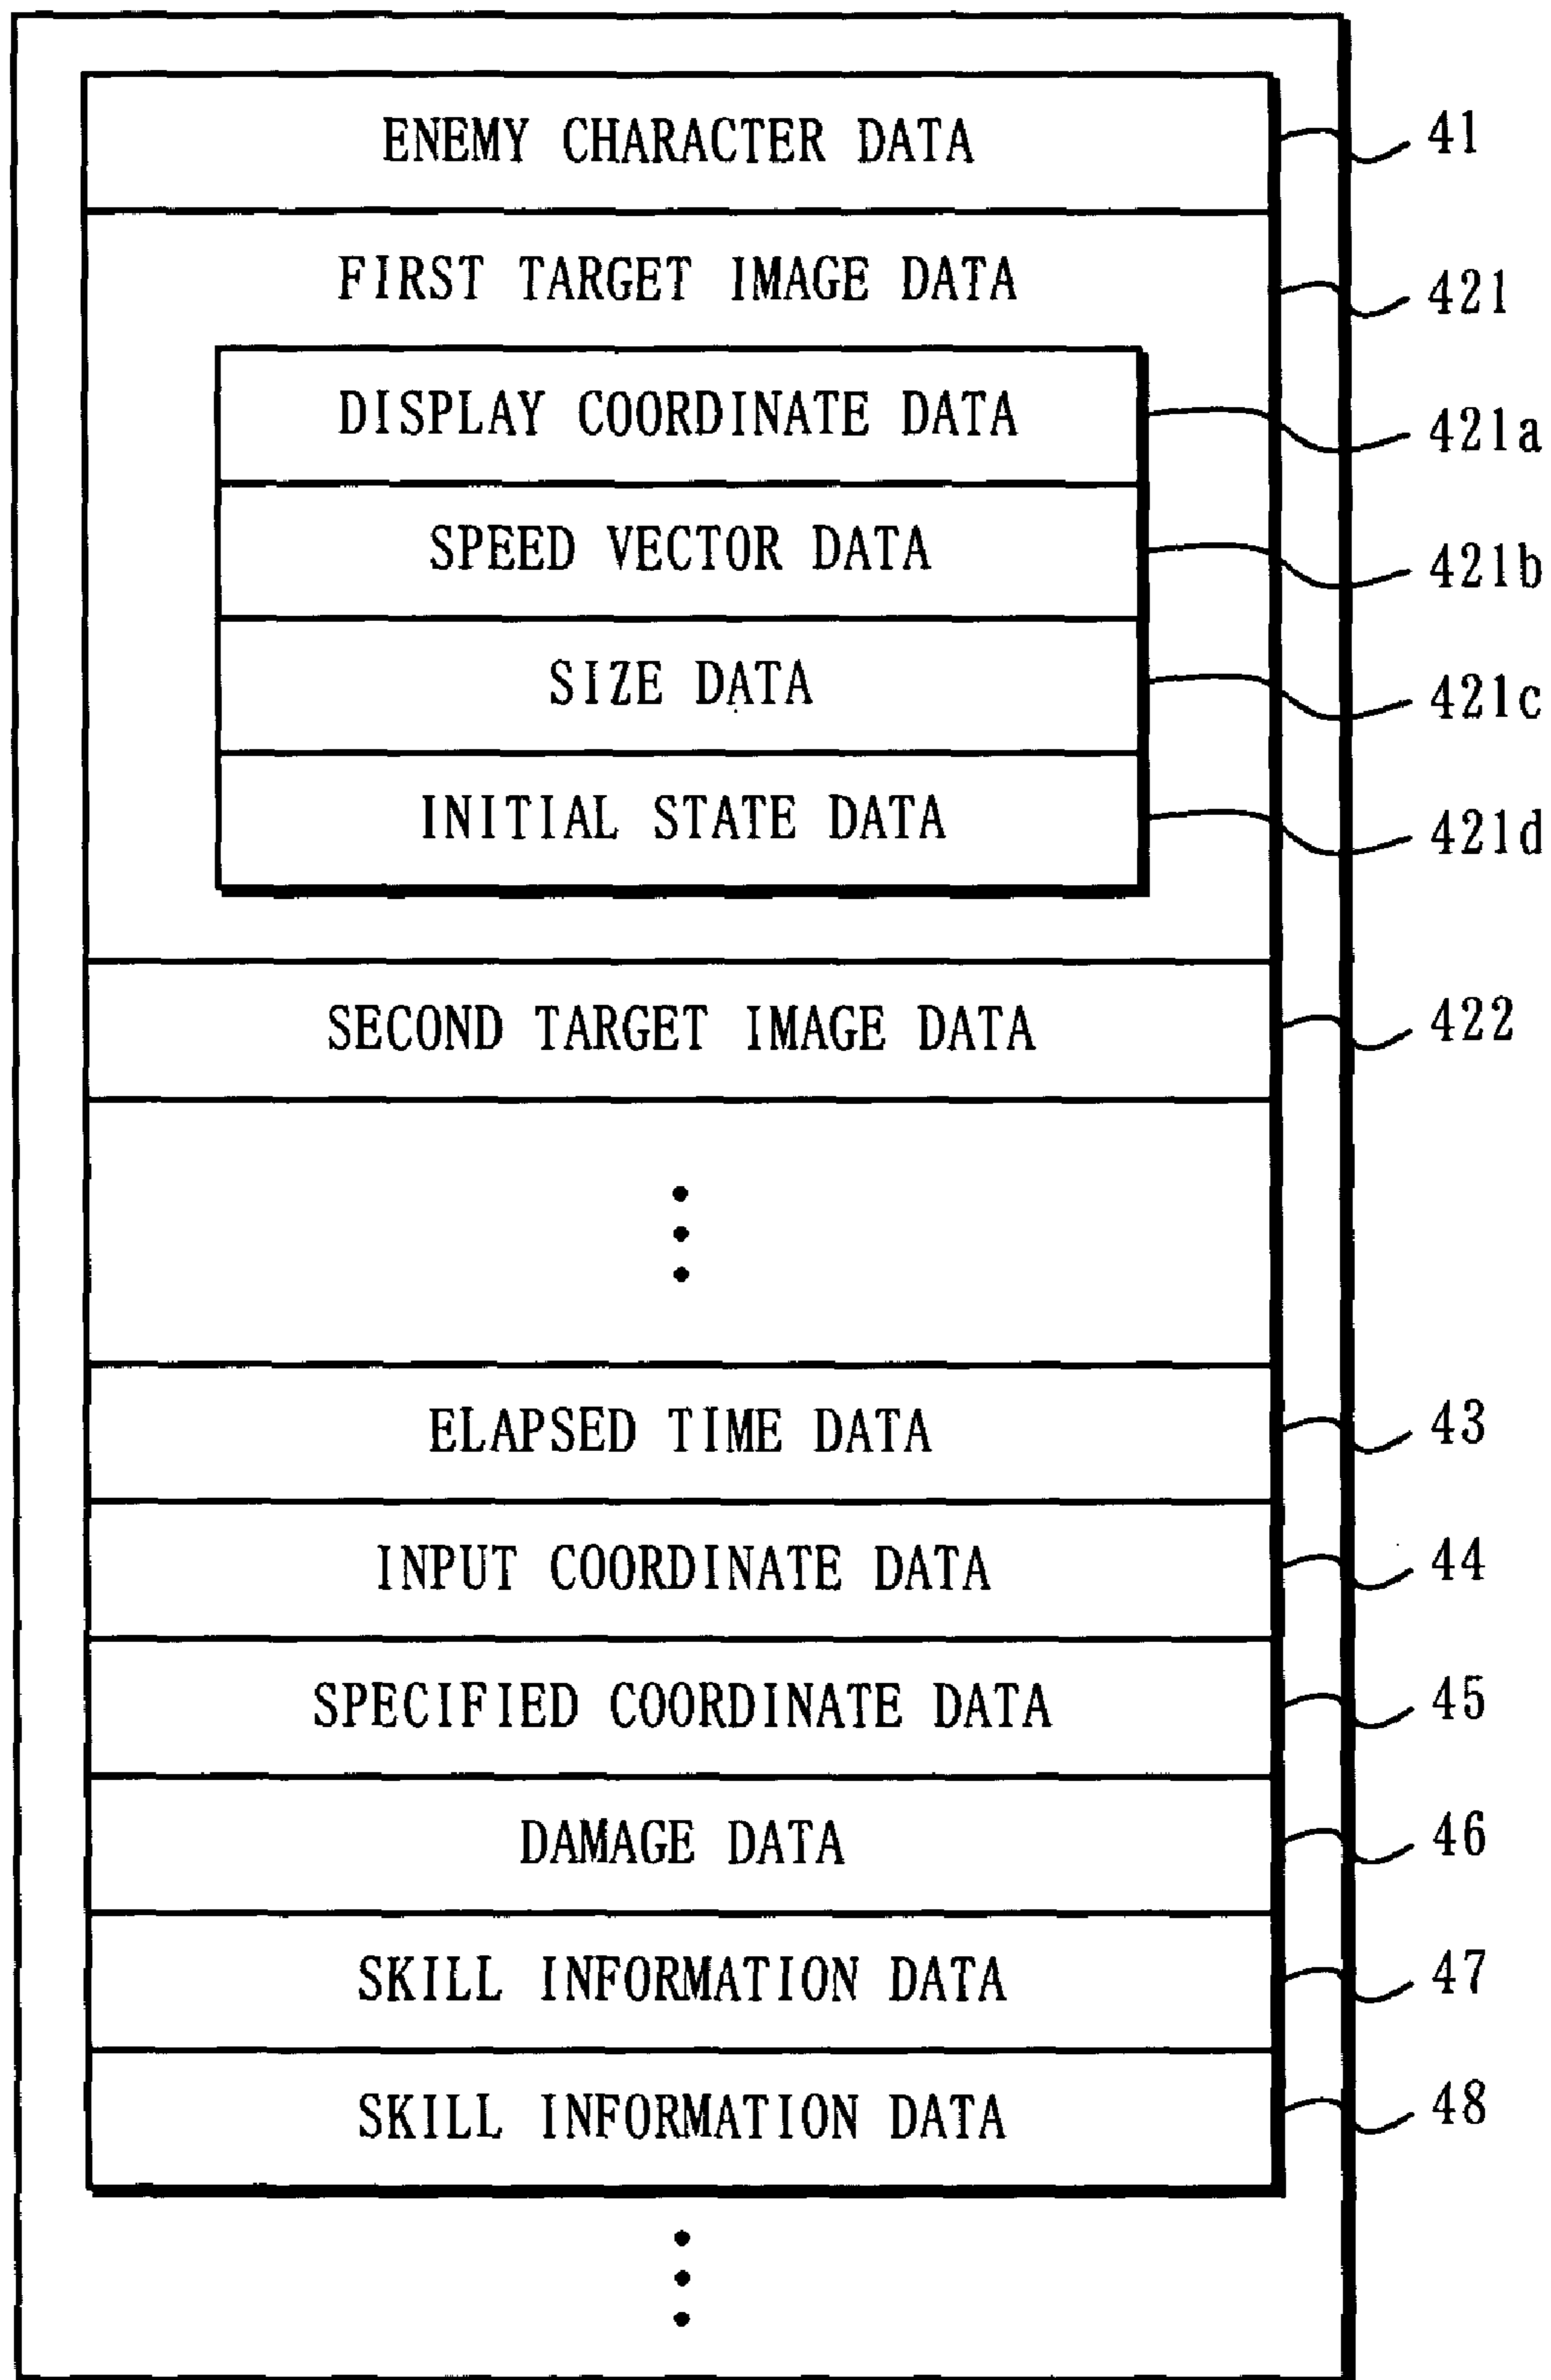 ENEMY CHARACTER DATA 41
FIRST TARGET IMAGE DATA 421
DISPLAY COORDINATE DATA 421a
SPEED VECTOR DATA 421b
SIZE DATA 421c
INITIAL STATE DATA 421d
SECOND TARGET IMAGE DATA 422
ELAPSED TIME DATA 43
INPUT COORDINATE DATA 44
SPECIFIED COORDINATE DATA 45
DAMAGE DATA 46
SKILL INFORMATION DATA 47
SKILL INFORMATION DATA 48